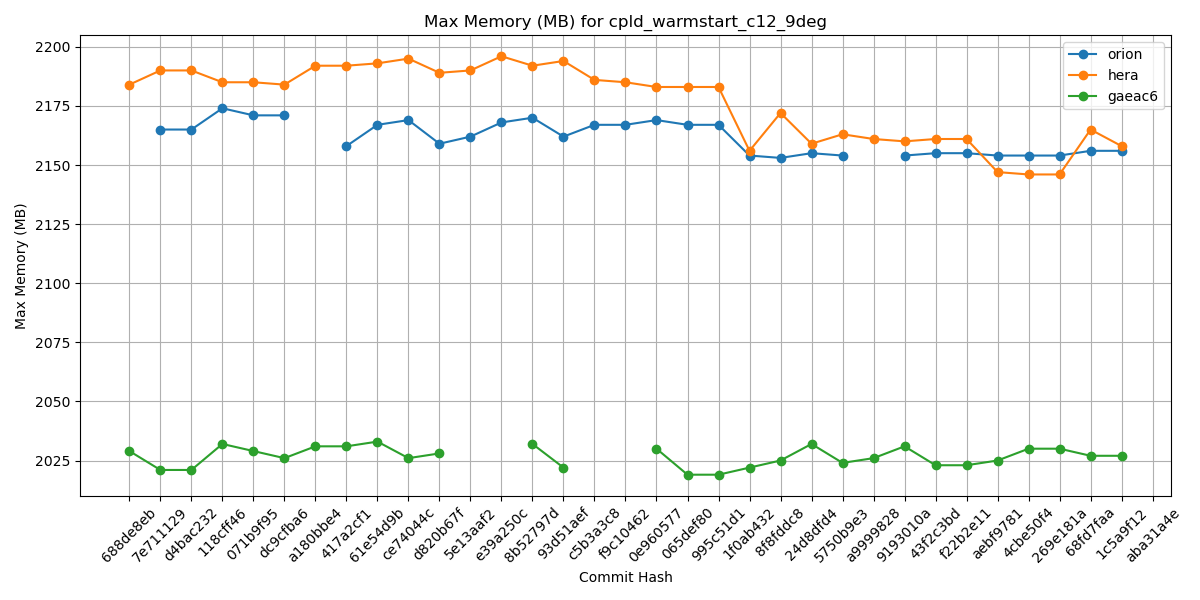 Max Memory (MB) for cpld_warmstart_c12_9deg
orion
hera
gaeac6
Max Memory (MB)
2200
2175
2150
2125
2100
2075
2050
2025
688de8eb
7e711129
d4bac232
118cff46
071b9f95
dc9cfba6
a180bbe4
417a2cf1
61e54d9b
ce74044c
d820b67f
5e13aaf2
e39a250c
8b52797d
93d51aef
c5b3a3c8
f9c10462
0e960577
065def80
995c51d1
1f0ab432
8f8fddc8
24d8dfd4
5750b9e3
a9999828
9193010a
43f2c3bd
f22b2e11
aebf9781
4cbe50f4
269e181a
68fd7faa
1c5a9f12
aba31a4e
Commit Hash